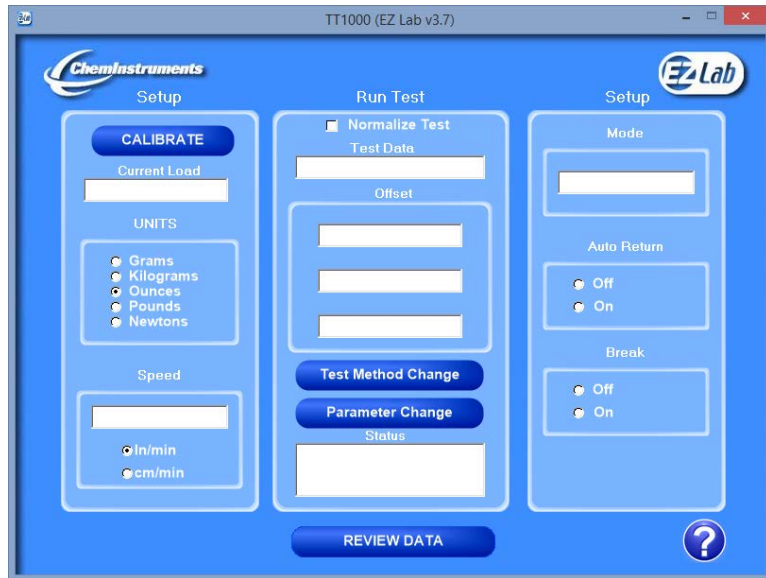 TT1000 (EZ Lab v3.7)
ChemInstruments
EZ Lab
Setup
CALIBRATE
Current Load
UNITS
Grams
Kilograms
Ounces
Pounds
Newtons
Speed
In/min
cm/min
Run Test
Normalize Test
Test Data
Offset
Test Method Change
Parameter Change
Status
REVIEW DATA
Setup
Mode
Auto Return
Off
On
Break
Off
On
?